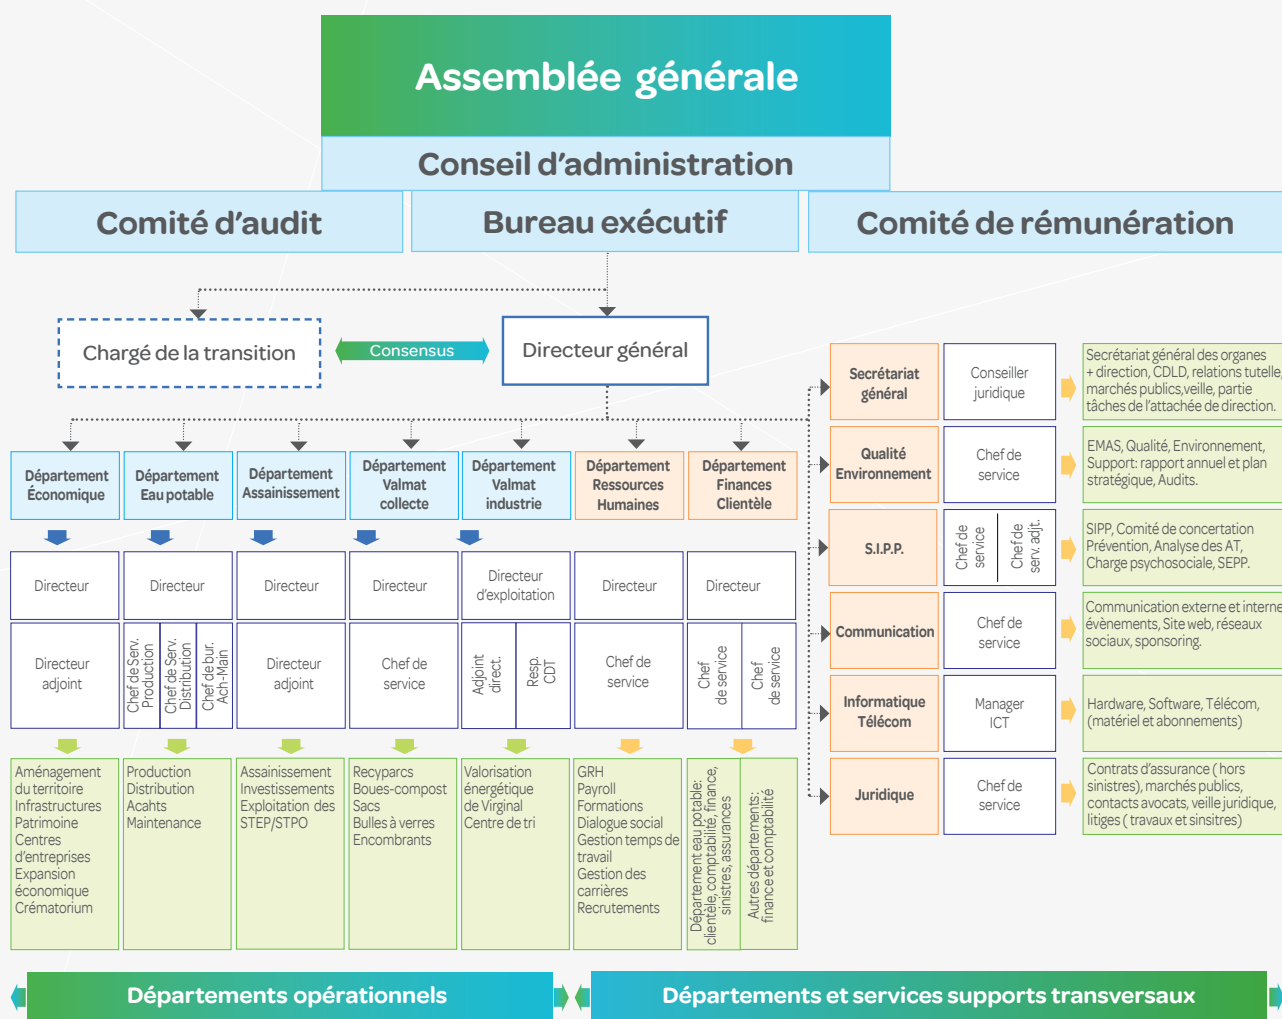 Assemblée générale
Conseil d'administration
Comité d'audit
Bureau exécutif
Comité de rémunération
Chargé de la transition
Consensus
Directeur général
Département
Économique
Département
Eau potable
Département
Assainissement
Département
Valmat
collecte
Département
Valmat
industrie
Département
Ressources
Humaines
Département
Finances
Clientèle
Directeur
Directeur
Directeur
Directeur
Directeur
d'exploitation
Directeur
Directeur
Directeur
adjoint
Chef de Serv.
Production
Chef de Serv.
Distribution
Chef de bur.
Ach-Main
Directeur
adjoint
Chef de
service
Adjoint
direct.
Resp.
CDT
Chef de
service
Chef
de service
Chef
de service
Aménagement
du territoire
Infrastructures
Patrimoine
Centres
d'entreprises
Expansion
économique
Crématorium
Production
Distribution
Acahts
Maintenance
Assainissement
Investissements
Exploitation des
STEP/STPO
Recyparcs
Boues-compost
Sacs
Bulles à verres
Encombrants
Valorisation
énergétique
de Virginal
Centre de tri
GRH
Payroll
Formations
Dialogue social
Gestion temps de
travail
Gestion des
carrières
Recrutements
Département eau potable:
clientèle, comptabilité, finance,
sinistres, assurances
Autres départements:
finance et comptabilité
Secrétariat
général
Conseiller
juridique
Secrétariat général des organes
+ direction, CDLD, relations tutelle,
marchés publics,veille, partie
tâches de l'attachée de direction.
Qualité
Environnement
Chef de
service
EMAS, Qualité, Environnement,
Support: rapport annuel et plan
stratégique, Audits.
S.I.P.P.
Chef de
service
Chef de
serv. adjt.
SIPP, Comité de concertation
Prévention, Analyse des AT,
Charge psychosociale, SEPP.
Communication
Chef de
service
Communication externe et interne
évènements, Site web, réseaux
sociaux, sponsoring.
Informatique
Télécom
Manager
ICT
Hardware, Software, Télécom,
(matériel et abonnements)
Juridique
Chef de
service
Contrats d'assurance ( hors
sinistres), marchés publics,
contacts avocats, veille juridique,
litiges ( travaux et sinsitres)
Départements opérationnels
Départements et services supports transversaux